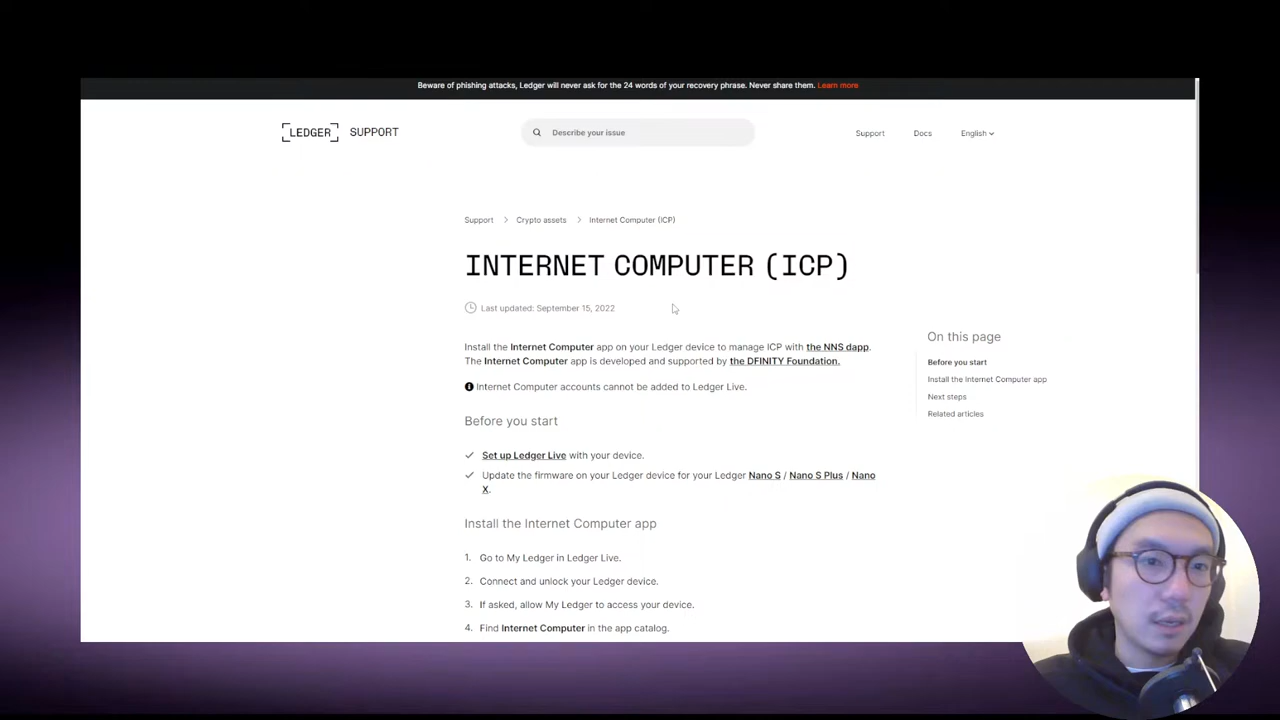 Beware of phishing attacks, Ledger will never ask for the 24 words of your recovery phrase. Never share them. Learn more
LEDGER SUPPORT
Describe your issue
Support Docs English
Support > Crypto assets > Internet Computer (ICP)
INTERNET COMPUTER (ICP)
Last updated: September 15, 2022
Install the Internet Computer app on your Ledger device to manage ICP with the NNS dapp.
The Internet Computer app is developed and supported by the DFINITY Foundation.
Internet Computer accounts cannot be added to Ledger Live.
Before you start
Set up Ledger Live with your device.
Update the firmware on your Ledger device for your Ledger Nano S / Nano S Plus / Nano
X.
Install the Internet Computer app
1. Go to My Ledger in Ledger Live.
2. Connect and unlock your Ledger device.
3. If asked, allow My Ledger to access your device.
4. Find Internet Computer in the app catalog.
On this page
Before you start
Install the Internet Computer app
Next steps
Related articles